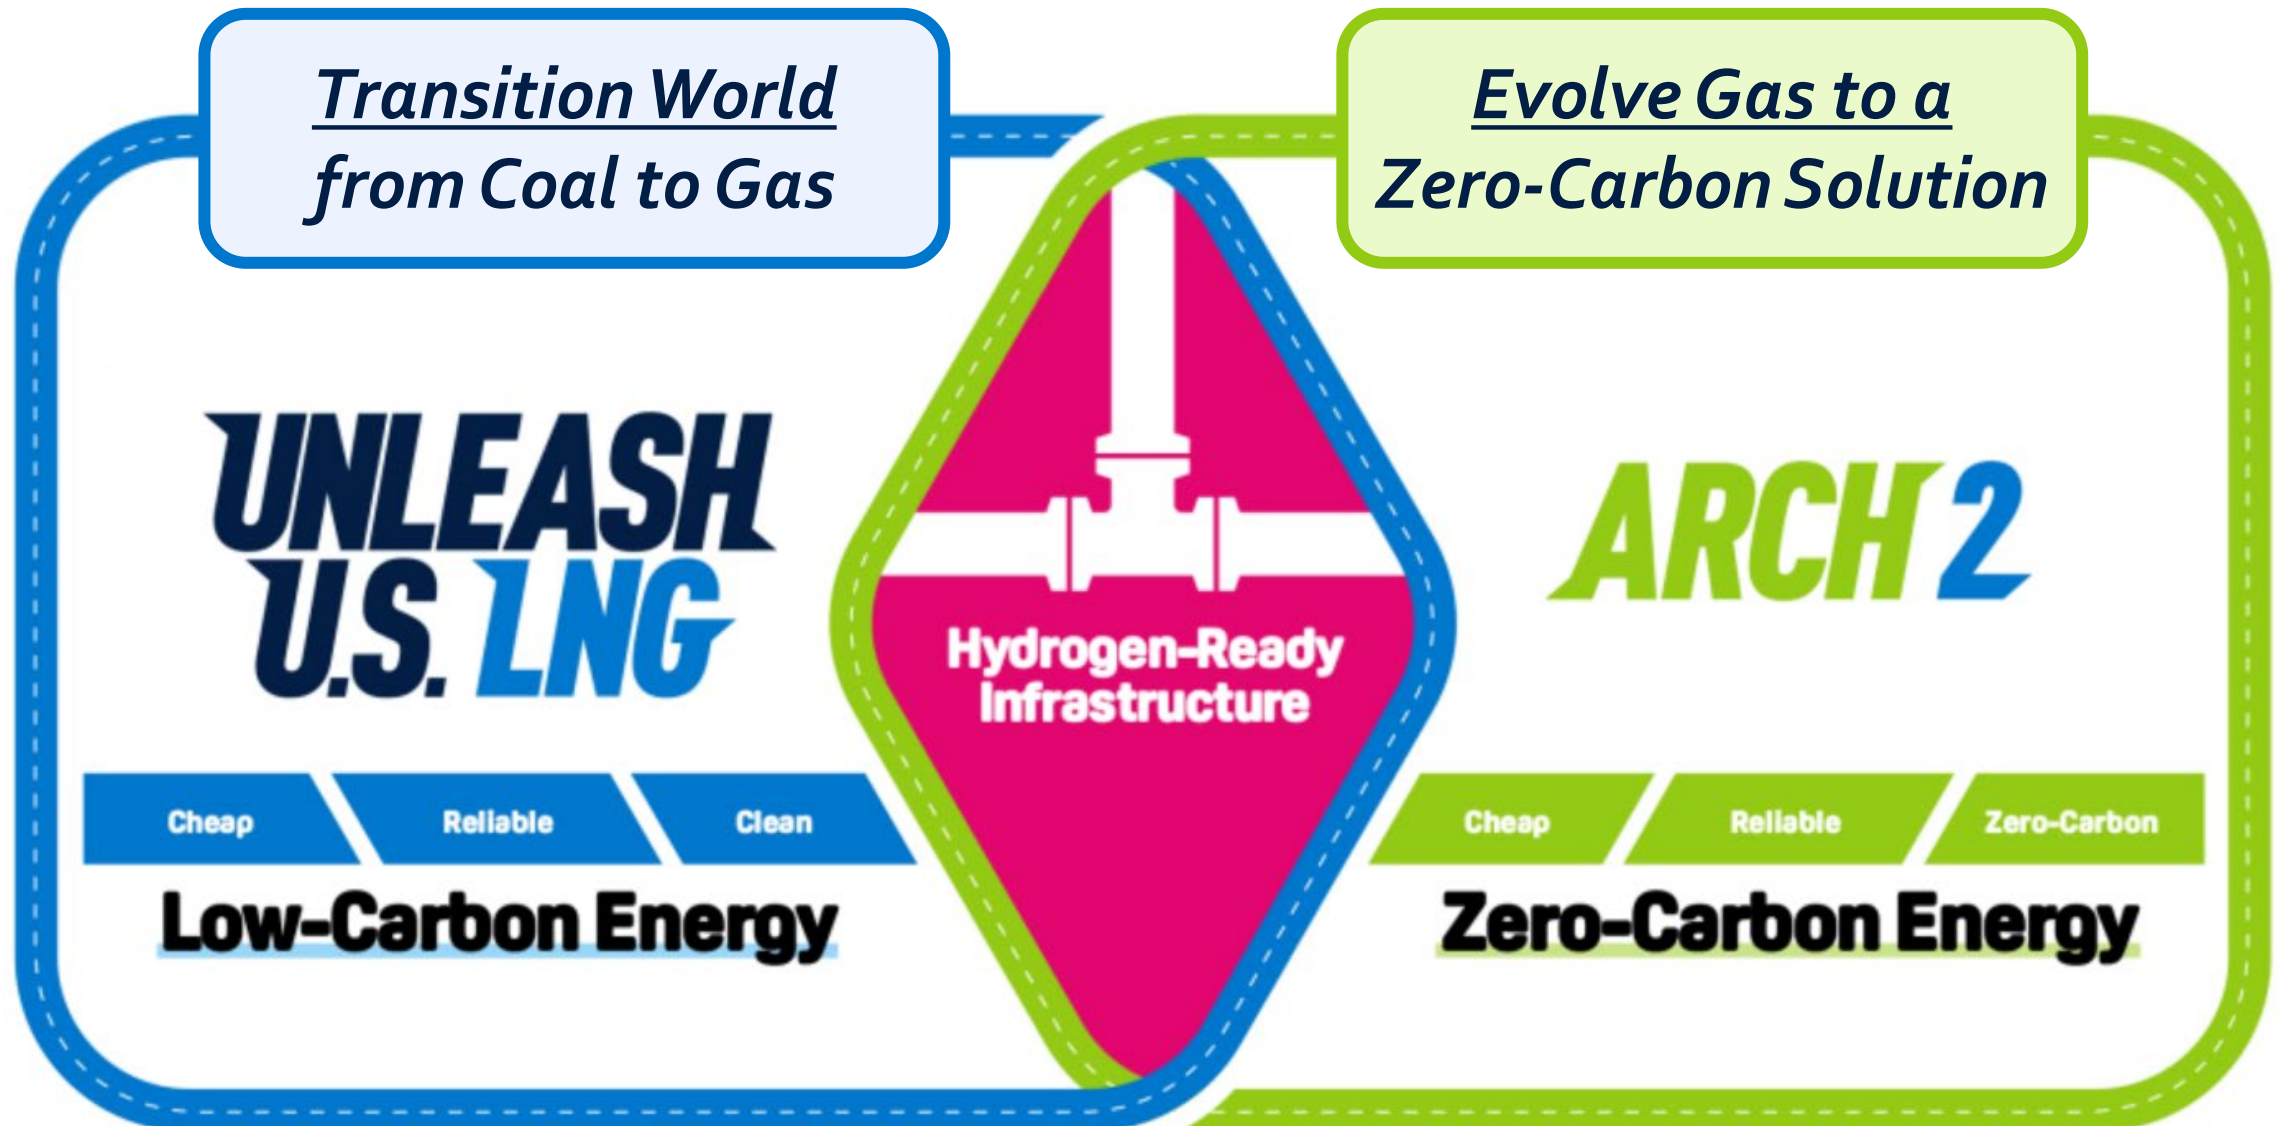 Transition World
from Coal to Gas
Evolve Gas to a
Zero-Carbon Solution
UNLEASH
U.S. LNG
Cheap
Reliable
Clean
Low-Carbon Energy
Hydrogen-Ready
Infrastructure
ARCH2
Cheap
Reliable
Zero-Carbon
Zero-Carbon Energy